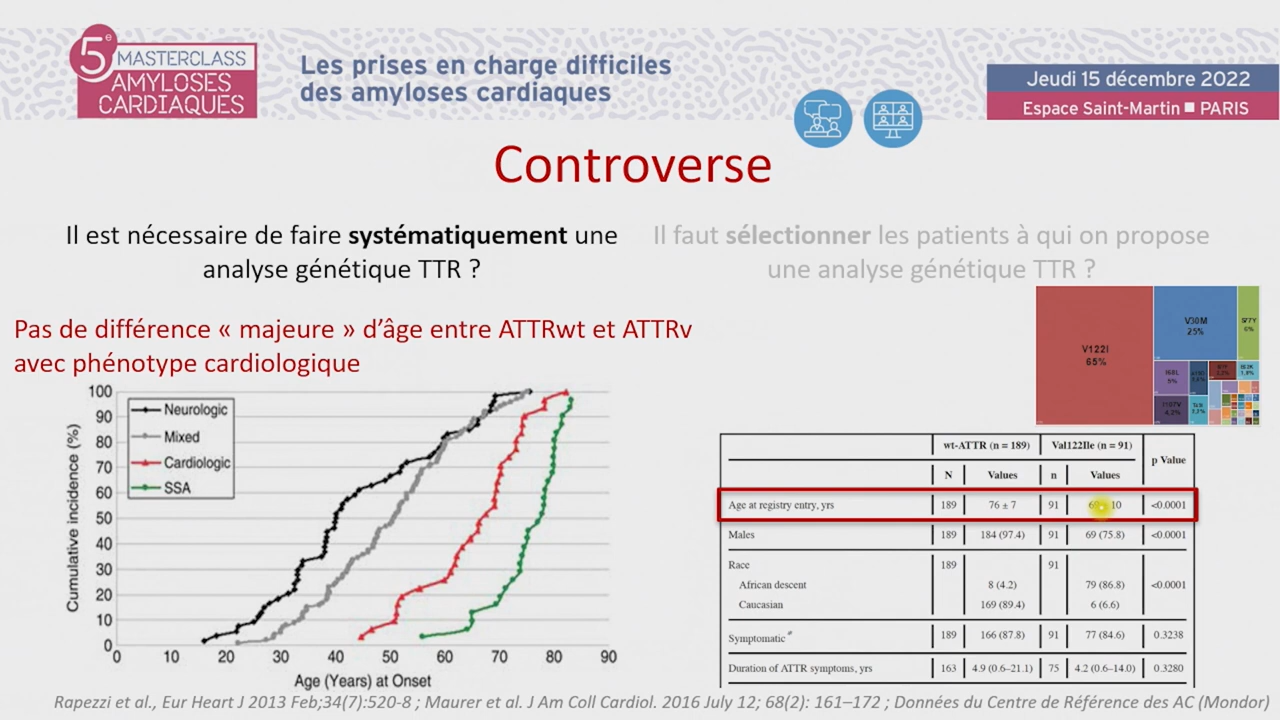 5e MASTERCLASS
AMYLOSES
CARDIAQUES
Les prises en charge difficiles
des amyloses cardiaques
Jeudi 15 décembre 2022
Espace Saint-Martin ■ PARIS
Controverse
Il est nécessaire de faire systématiquement une
analyse génétique TTR ?
Il faut sélectionner les patients à qui on propose
une analyse génétique TTR ?
Pas de différence « majeure » d’âge entre ATTRwt et ATTRv
avec phénotype cardiologique
V122I
65%
V30M
25%
S77Y
6%
I68L
5%
I107V
4,2%
Cumulative incidence (%)
100
90
80
70
60
50
40
30
20
10
0
Neurologic
Mixed
Cardiologic
SSA
0 10 20 30 40 50 60 70 80 90
Age (Years) at Onset
wt-ATTR (n = 189) Val122Ile (n = 91) p Value
N Values n Values
Age at registry entry, yrs 189 76 ± 7 91 10 <0.0001
Males 189 184 (97.4) 91 69 (75.8) <0.0001
Race 189 91
African descent 8 (4.2) 79 (86.8) <0.0001
Caucasian 169 (89.4) 6 (6.6)
Symptomatic# 189 166 (87.8) 91 77 (84.6) 0.3238
Duration of ATTR symptoms, yrs 163 4.9 (0.6–21.1) 75 4.2 (0.6–14.0) 0.3280
Rapezzi et al., Eur Heart J 2013 Feb;34(7):520-8 ; Maurer et al. J Am Coll Cardiol. 2016 July 12; 68(2): 161–172 ; Données du Centre de Référence des AC (Mondor)